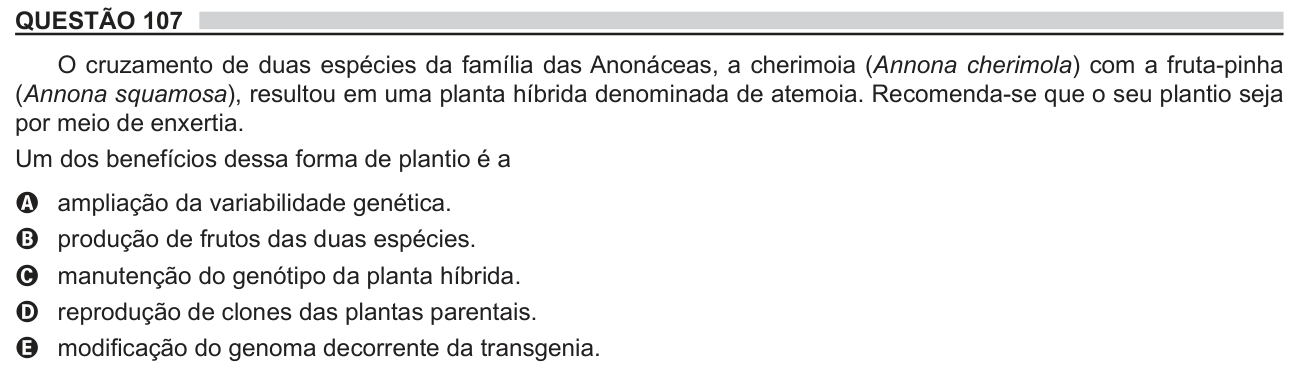 QUESTÃO 107
O cruzamento de duas espécies da família das Anonáceas, a cherimoia (Annona cherimola) com a fruta-pinha
(Annona squamosa), resultou em uma planta híbrida denominada de atemoia. Recomenda-se que o seu plantio seja
por meio de enxertia.
Um dos benefícios dessa forma de plantio é a
A ampliação da variabilidade genética.
B produção de frutos das duas espécies.
C manutenção do genótipo da planta híbrida.
D reprodução de clones das plantas parentais.
E modificação do genoma decorrente da transgenia.